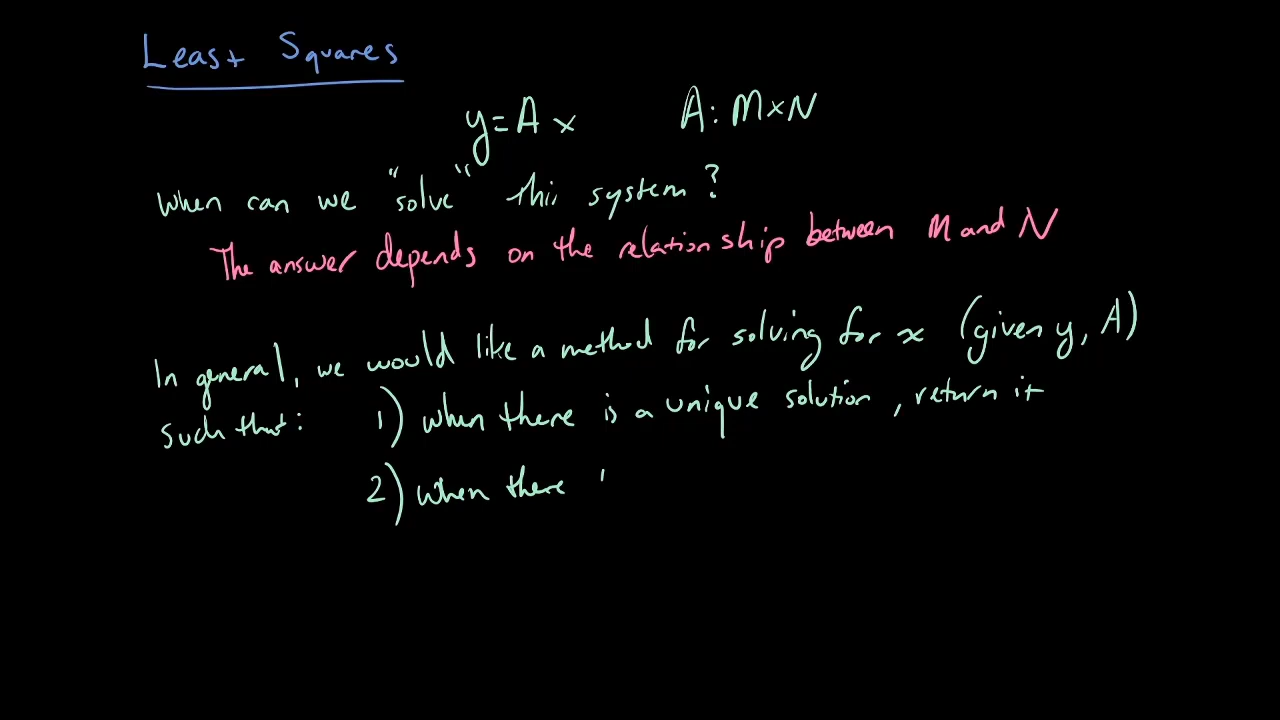 Least Squares
y = A x A: M×N
when can we "solve" this system?
The answer depends on the relationship between M and N
In general, we would like a method for solving for x (given y, A)
such that: 1) when there is a unique solution, return it
2) when there